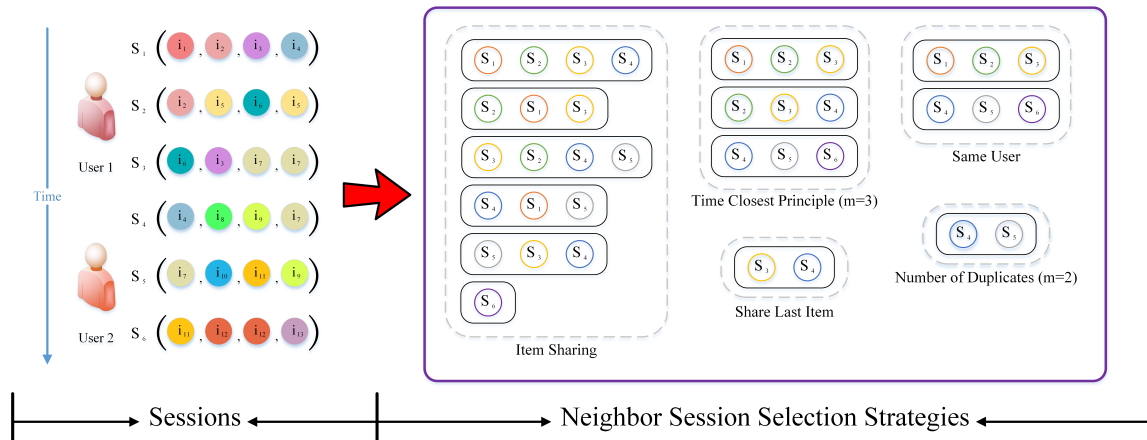 Time
User 1
User 2
S1 ( i1 , i2 , i3 , i4 )
S2 ( i2 , i5 , i6 , i5 )
S3 ( i6 , i3 , i7 , i7 )
S4 ( i4 , i8 , i9 , i7 )
S5 ( i7 , i10 , i11 , i9 )
S6 ( i11 , i12 , i12 , i13 )
S1 S2 S3 S4
S2 S1 S3
S3 S2 S4 S5
S4 S1 S5
S5 S3 S4
S6
Item Sharing
S1 S2 S3
S2 S3 S4
S4 S5 S6
Time Closest Principle (m=3)
S3 S4
Share Last Item
S1 S2 S3
S4 S5 S6
Same User
S4 S5
Number of Duplicates (m=2)
Sessions
Neighbor Session Selection Strategies